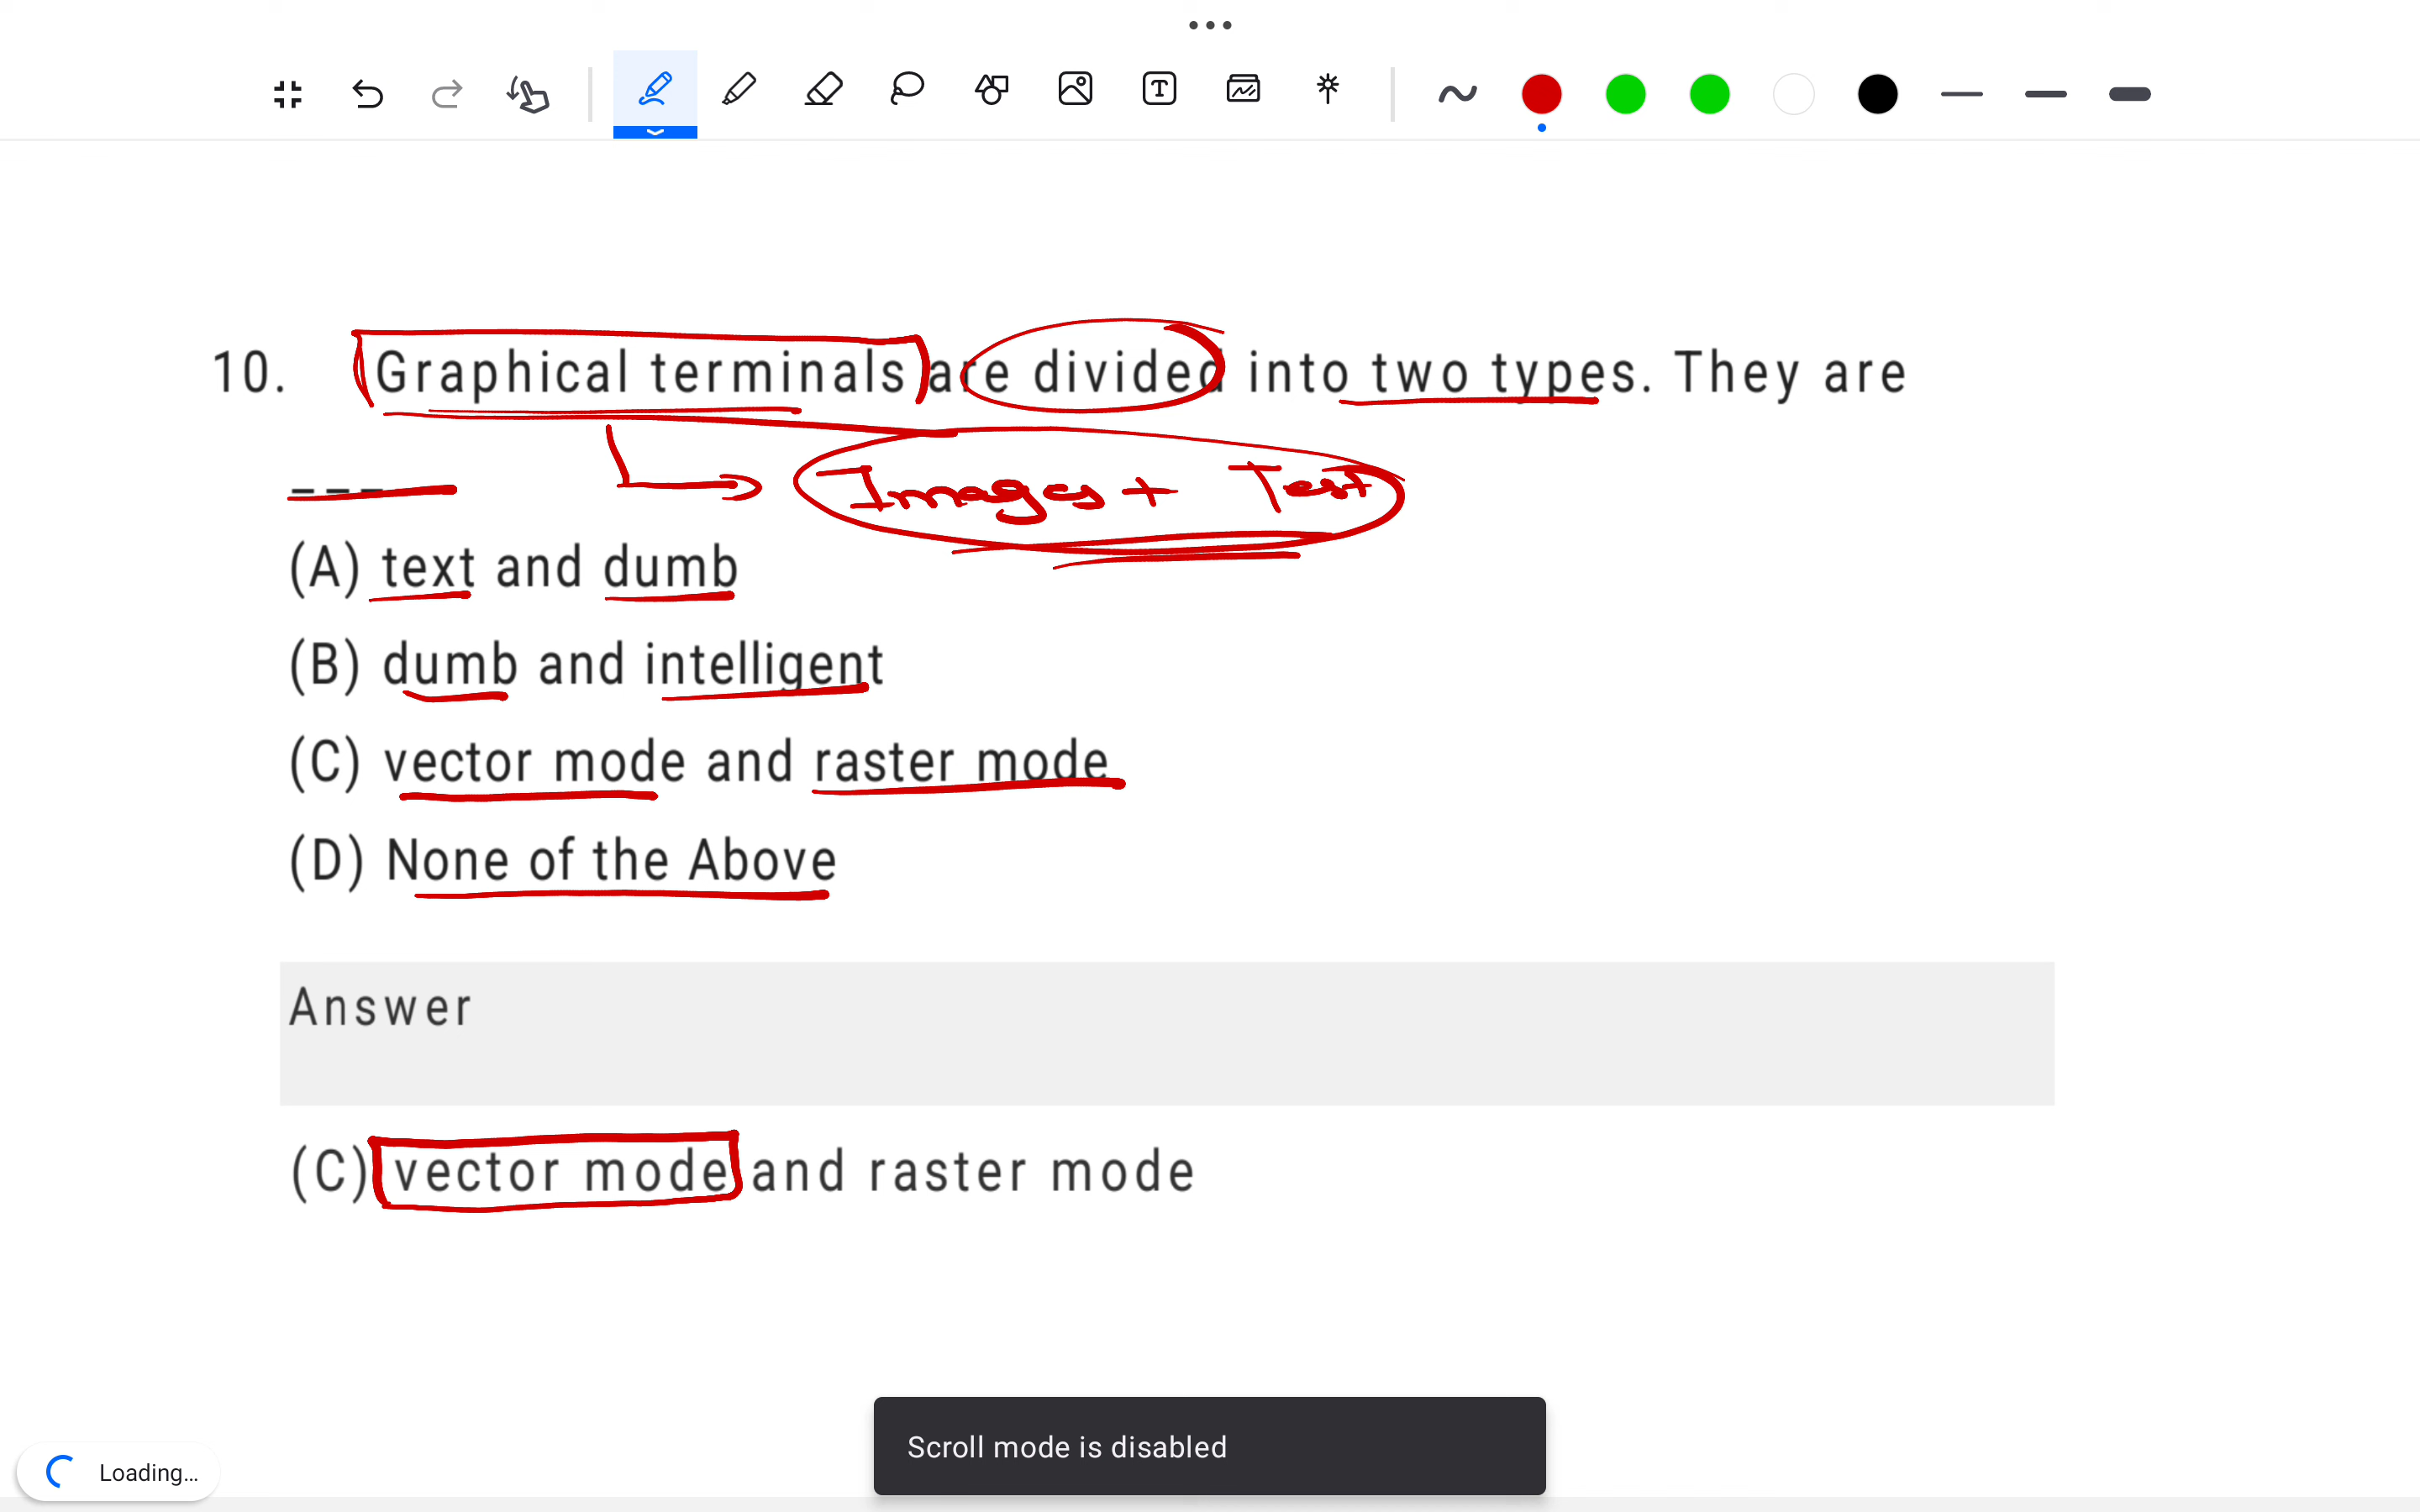 10. Graphical terminals are divided into two types. They are
___
Images + Text
(A) text and dumb
(B) dumb and intelligent
(C) vector mode and raster mode
(D) None of the Above
Answer
(C) vector mode and raster mode
Scroll mode is disabled
Loading...